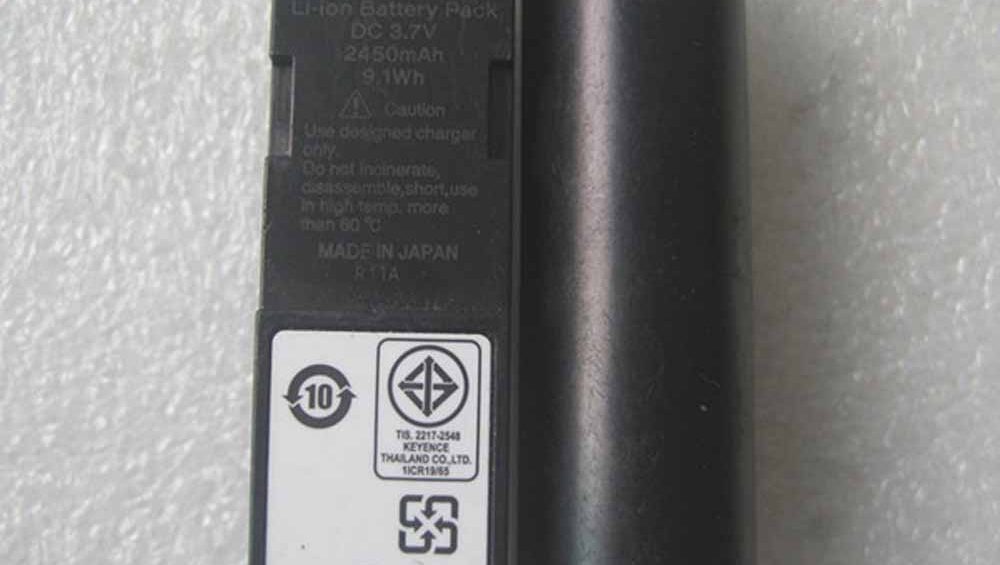 Li-ion Battery Pack
DC 3.7V
2450mAh
9.1Wh
Caution
Use designed charger
only.
Do not incinerate,
disassemble,short,use
in high temp. more
than 60 °C
MADE IN JAPAN
R11A
10
TIS. 2217-2548
KEYENCE
THAILAND CO.,LTD.
1ICR19/65